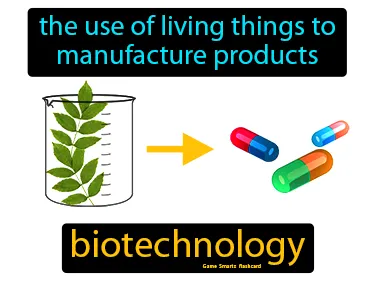 the use of living things to
manufacture products
biotechnology
Game Smartz flashcard